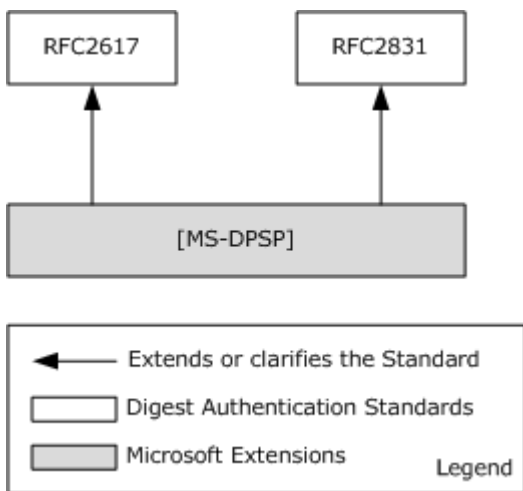 RFC2617
RFC2831
[MS-DPSP]
Extends or clarifies the Standard
Digest Authentication Standards
Microsoft Extensions
Legend